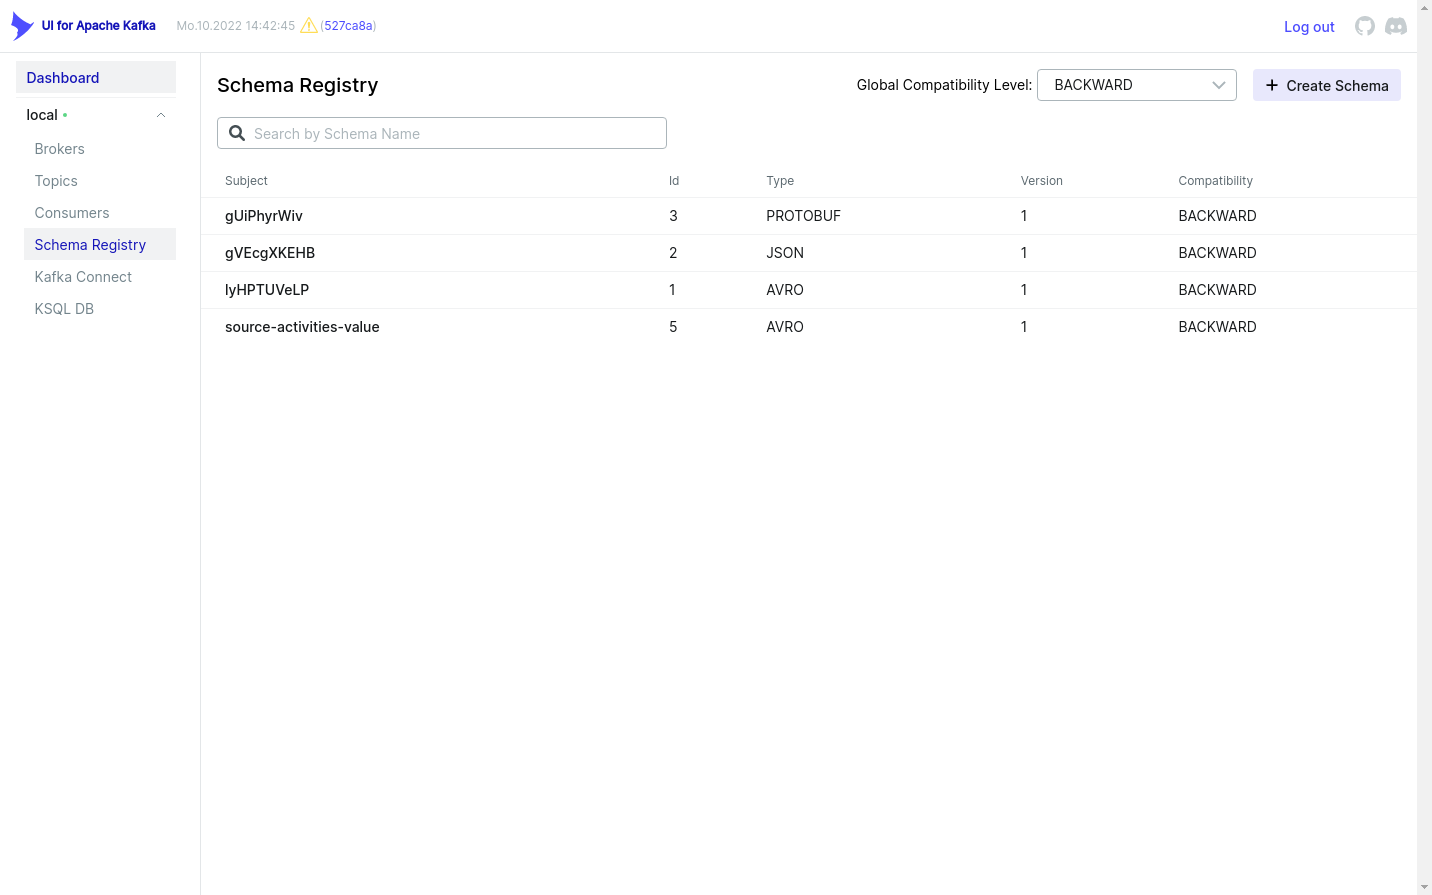 UI for Apache Kafka Mo.10.2022 14:42:45 (527ca8a) Log out
Dashboard
local
Brokers
Topics
Consumers
Schema Registry
Kafka Connect
KSQL DB
Schema Registry Global Compatibility Level: BACKWARD Create Schema
Search by Schema Name
Subject Id Type Version Compatibility
gUiPhyrWiv 3 PROTOBUF 1 BACKWARD
gVEcgXKEHB 2 JSON 1 BACKWARD
lyHPTUVeLP 1 AVRO 1 BACKWARD
source-activities-value 5 AVRO 1 BACKWARD